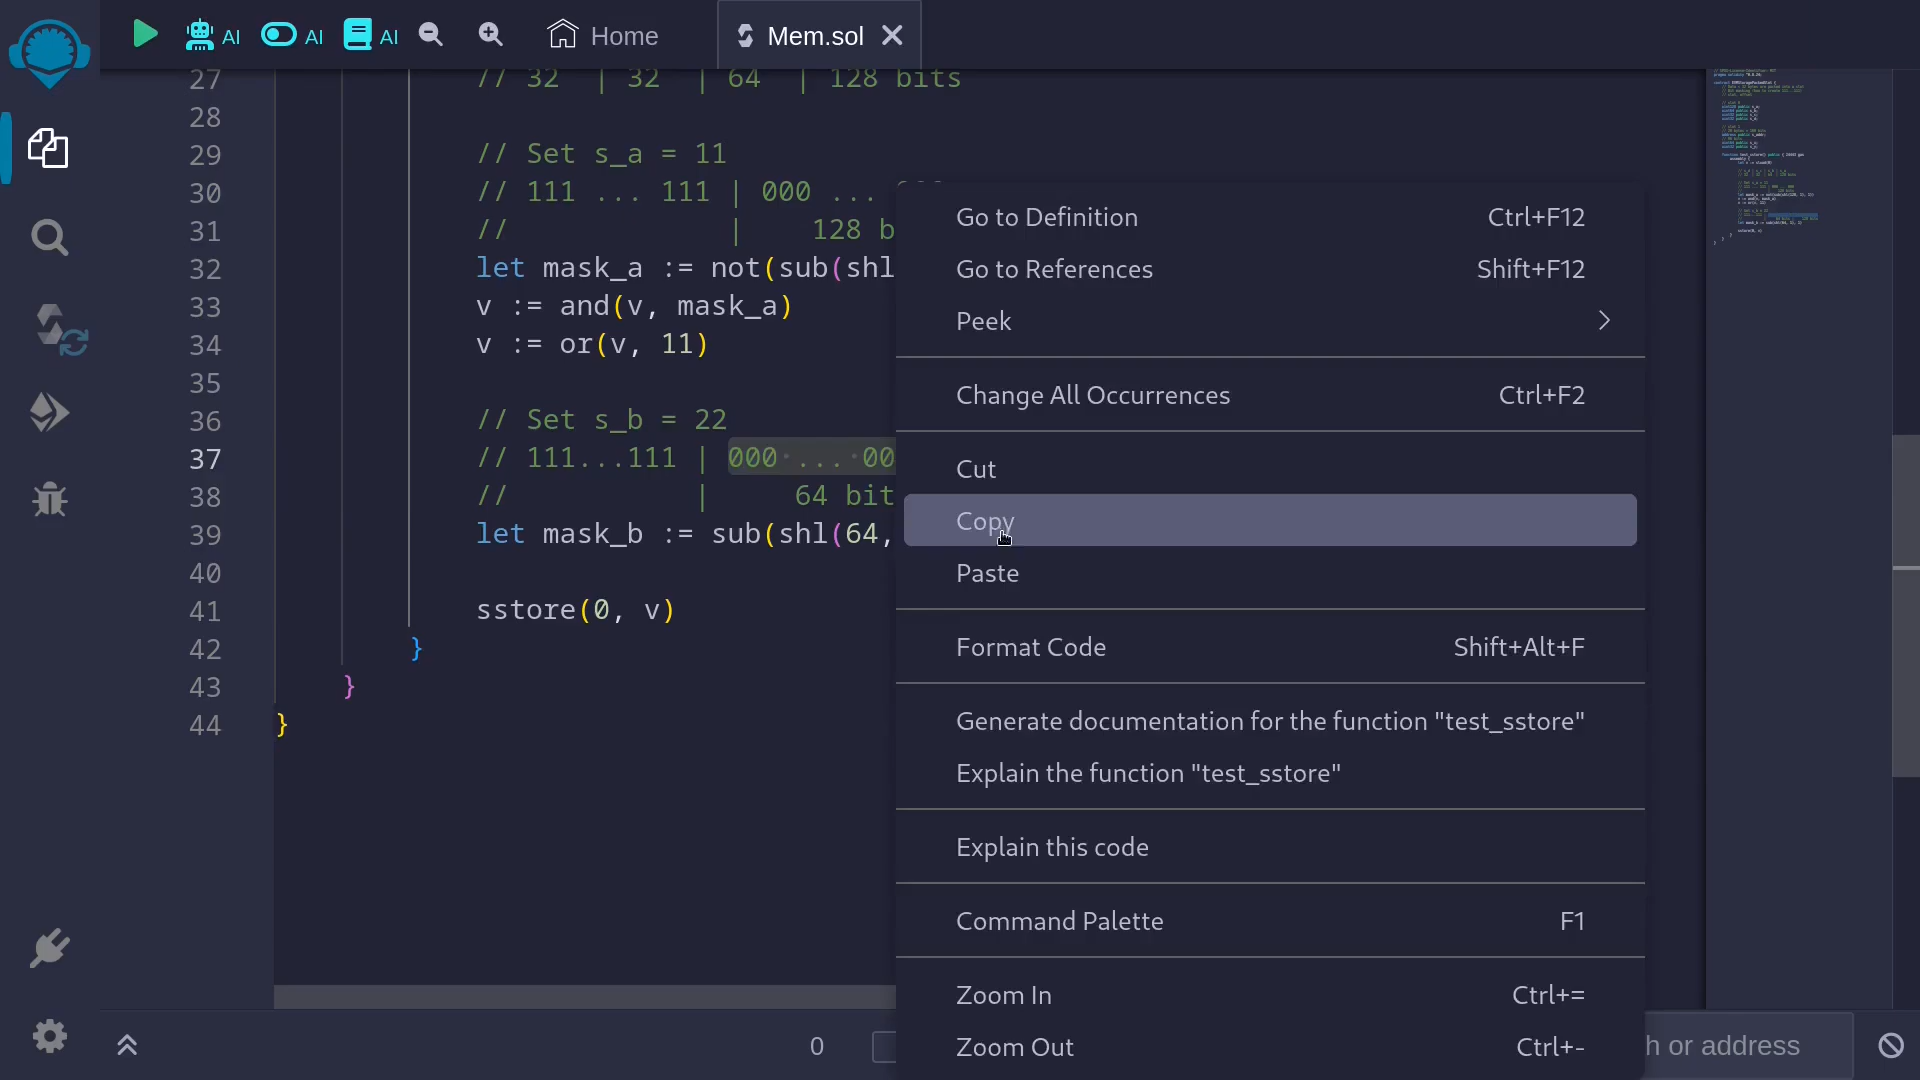 AI AI AI Home Mem.sol
27 // 32 | 32 | 64 | 128 bits
28
29 // Set s_a = 11
30 // 111 ... 111 | 000 ...
31 // | 128 b
32 let mask_a := not(sub(shl
33 v := and(v, mask_a)
34 v := or(v, 11)
35
36 // Set s_b = 22
37 // 111...111 | 000 ... 00
38 // | 64 bit
39 let mask_b := sub(shl(64,
40
41 sstore(0, v)
42 }
43 }
44 }
Go to Definition Ctrl+F12
Go to References Shift+F12
Peek
Change All Occurrences Ctrl+F2
Cut
Copy
Paste
Format Code Shift+Alt+F
Generate documentation for the function "test_sstore"
Explain the function "test_sstore"
Explain this code
Command Palette F1
Zoom In Ctrl+=
Zoom Out Ctrl+-
0 h or address